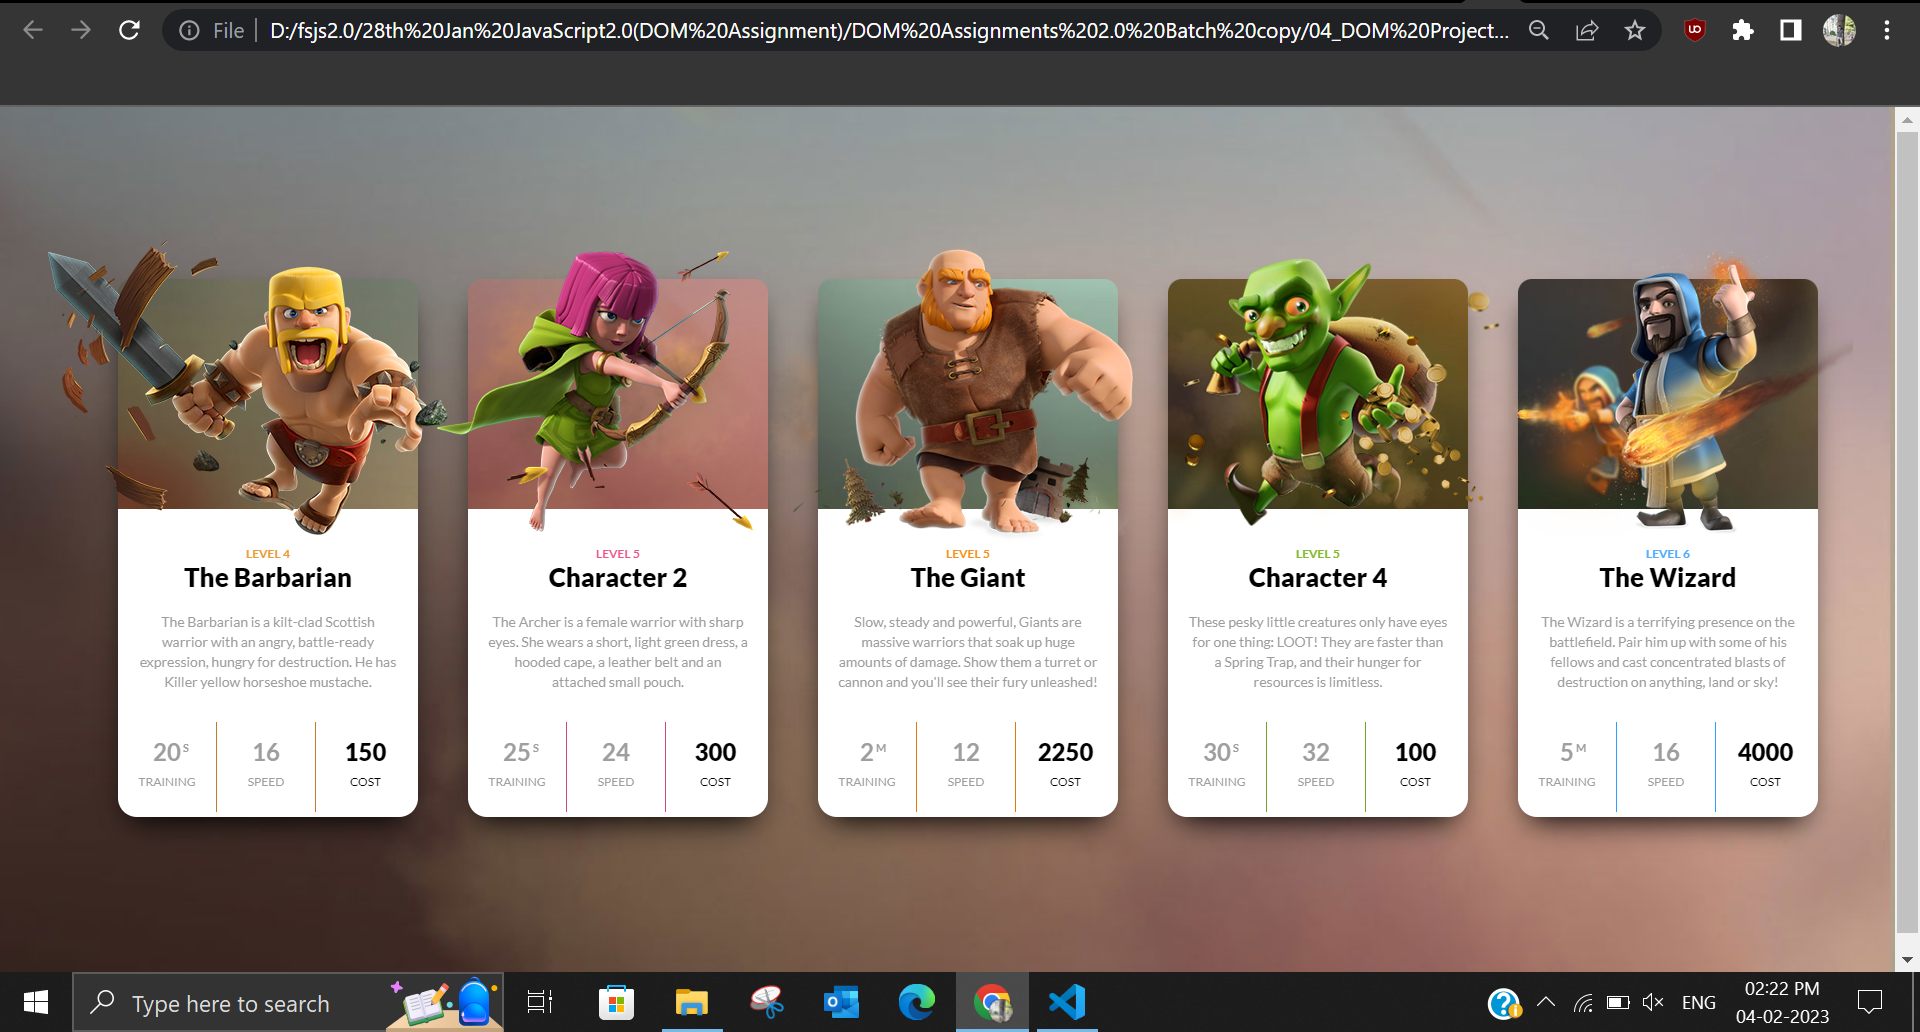 File
D:/fsjs2.0/28th%20Jan%20JavaScript2.0(DOM%20Assignment)/DOM%20Assignments%202.0%20Batch%20copy/04_DOM%20Project...
LEVEL 4
The Barbarian
The Barbarian is a kilt-clad Scottish
warrior with an angry, battle-ready
expression, hungry for destruction. He has
Killer yellow horseshoe mustache.
20S
TRAINING
16
SPEED
150
COST
LEVEL 5
Character 2
The Archer is a female warrior with sharp
eyes. She wears a short, light green dress, a
hooded cape, a leather belt and an
attached small pouch.
25S
TRAINING
24
SPEED
300
COST
LEVEL 5
The Giant
Slow, steady and powerful, Giants are
massive warriors that soak up huge
amounts of damage. Show them a turret or
cannon and you'll see their fury unleashed!
2M
TRAINING
12
SPEED
2250
COST
LEVEL 5
Character 4
These pesky little creatures only have eyes
for one thing: LOOT! They are faster than
a Spring Trap, and their hunger for
resources is limitless.
30S
TRAINING
32
SPEED
100
COST
LEVEL 6
The Wizard
The Wizard is a terrifying presence on the
battlefield. Pair him up with some of his
fellows and cast concentrated blasts of
destruction on anything, land or sky!
5M
TRAINING
16
SPEED
4000
COST
Type here to search
ENG
02:22 PM
04-02-2023